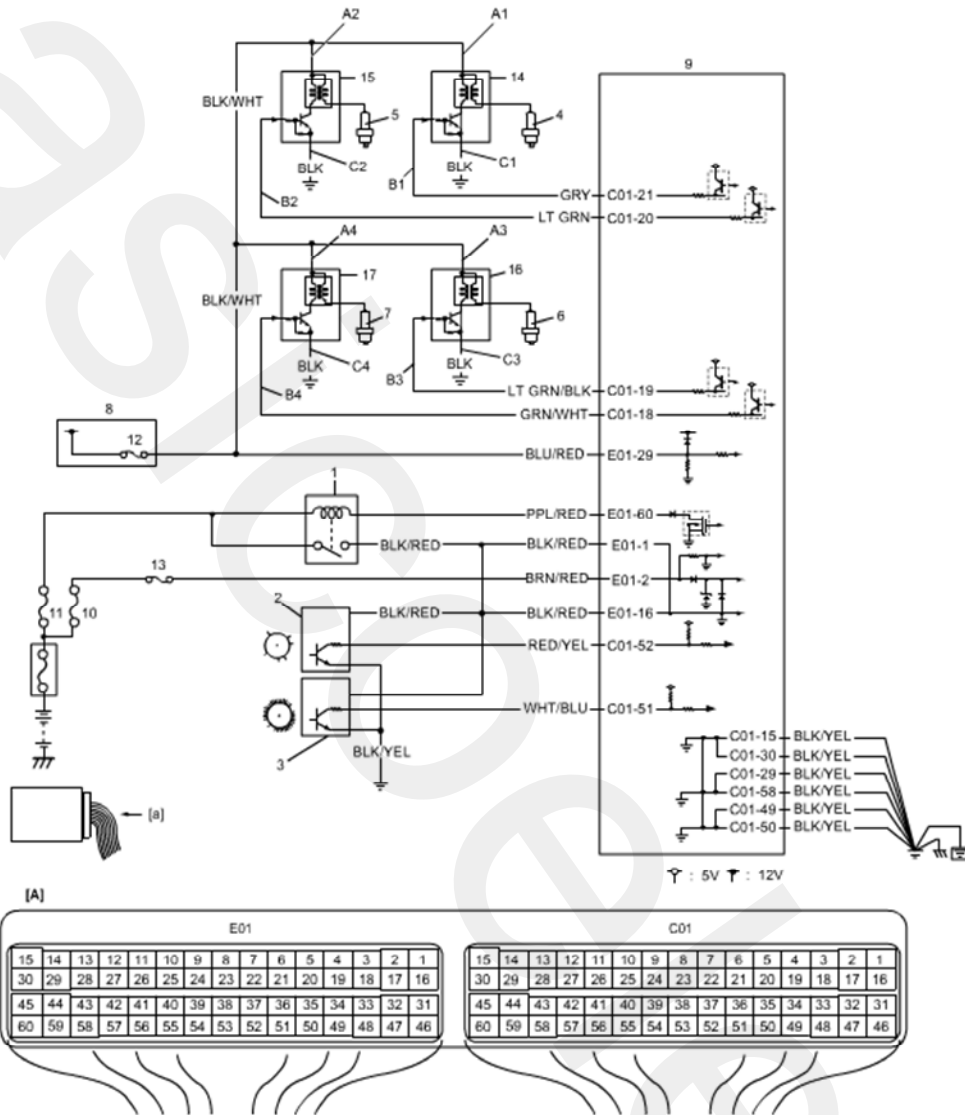 A2 A1
9
15 14
BLK/WHT
5 4
BLK C2 BLK C1
B2 B1
GRY C01-21
LT GRN C01-20
A4 A3
17 16
BLK/WHT
7 6
BLK C4 BLK C3
B4 B3
LT GRN/BLK C01-19
GRN/WHT C01-18
8
12
BLU/RED E01-29
1
PPL/RED E01-60
BLK/RED BLK/RED E01-1
13
BRN/RED E01-2
11 10 2
BLK/RED BLK/RED E01-16
RED/YEL C01-52
WHT/BLU C01-51
3 BLK/YEL
C01-15 BLK/YEL
C01-30 BLK/YEL
C01-29 BLK/YEL
C01-58 BLK/YEL
C01-49 BLK/YEL
C01-50 BLK/YEL
[a]
: 5V : 12V
[A]
E01 C01
15 14 13 12 11 10 9 8 7 6 5 4 3 2 1 15 14 13 12 11 10 9 8 7 6 5 4 3 2 1
30 29 28 27 26 25 24 23 22 21 20 19 18 17 16 30 29 28 27 26 25 24 23 22 21 20 19 18 17 16
45 44 43 42 41 40 39 38 37 36 35 34 33 32 31 45 44 43 42 41 40 39 38 37 36 35 34 33 32 31
60 59 58 57 56 55 54 53 52 51 50 49 48 47 46 60 59 58 57 56 55 54 53 52 51 50 49 48 47 46